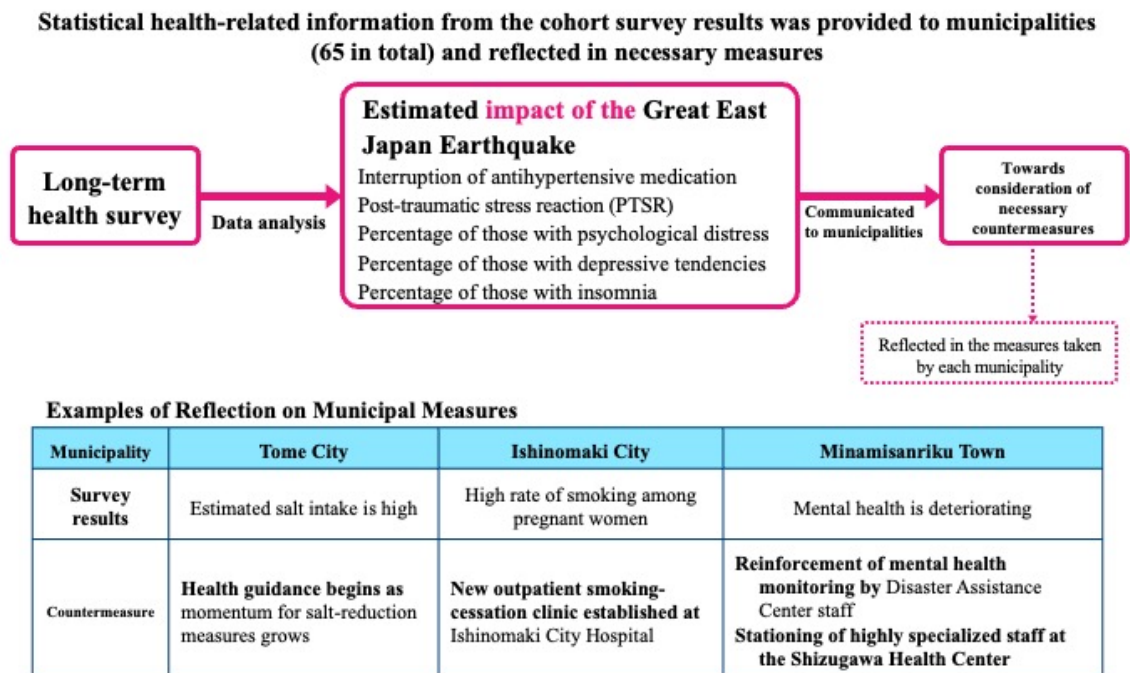 Statistical health-related information from the cohort survey results was provided to municipalities
(65 in total) and reflected in necessary measures
Long-term
health survey
Data analysis
Estimated impact of the Great East
Japan Earthquake
Interruption of antihypertensive medication
Post-traumatic stress reaction (PTSR)
Percentage of those with psychological distress
Percentage of those with depressive tendencies
Percentage of those with insomnia
Communicated
to municipalities
Towards
consideration of
necessary
countermeasures
Reflected in the measures taken
by each municipality
Examples of Reflection on Municipal Measures
Municipality
Tome City
Ishinomaki City
Minamisanriku Town
Survey
results
Estimated salt intake is high
High rate of smoking among
pregnant women
Mental health is deteriorating
Countermeasure
Health guidance begins as
momentum for salt-reduction
measures grows
New outpatient smoking-
cessation clinic established at
Ishinomaki City Hospital
Reinforcement of mental health
monitoring by Disaster Assistance
Center staff
Stationing of highly specialized staff at
the Shizugawa Health Center